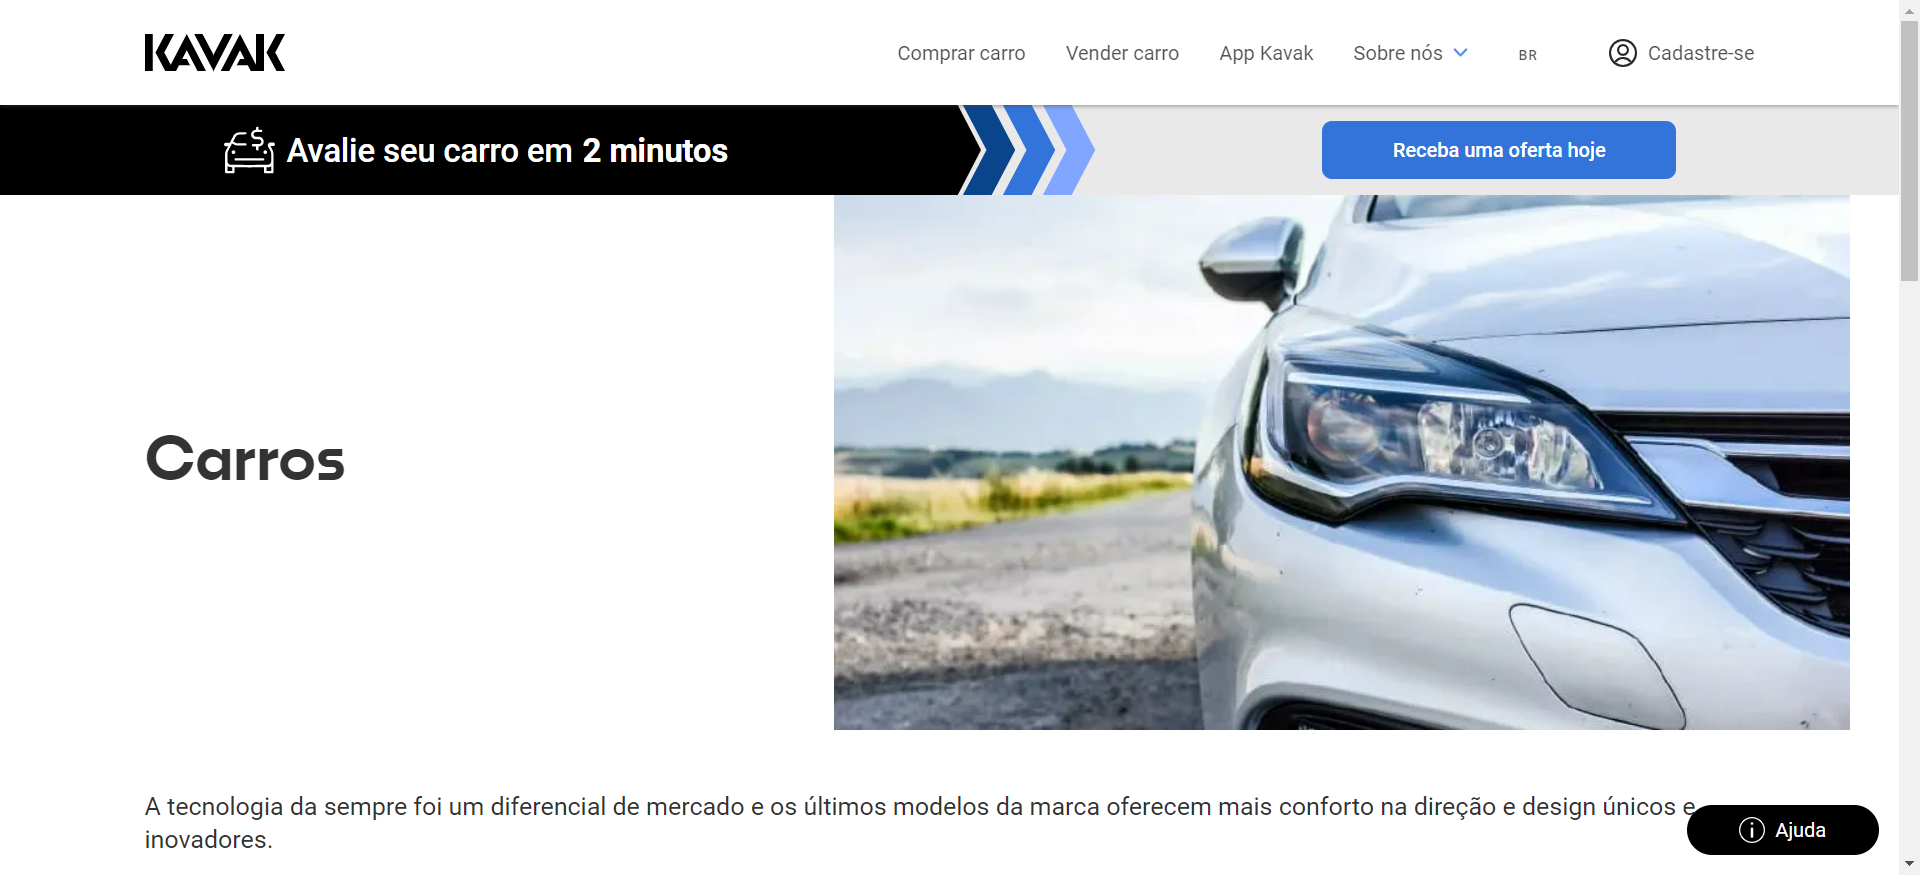 KAVAK
Comprar carro
Vender carro
App Kavak
Sobre nós
BR
Cadastre-se
Avalie seu carro em 2 minutos
Receba uma oferta hoje
Carros
A tecnologia da sempre foi um diferencial de mercado e os últimos modelos da marca oferecem mais conforto na direção e design únicos e
inovadores.
Ajuda